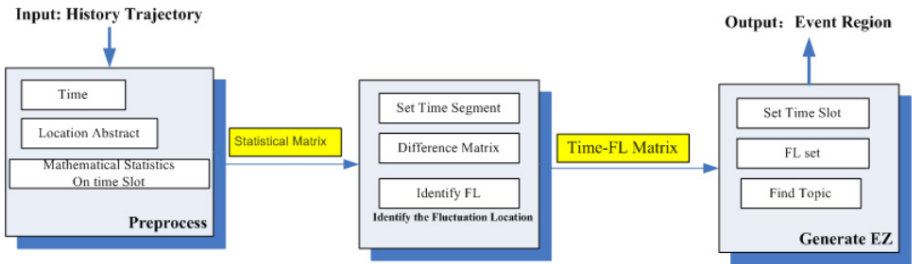 Input: History Trajectory
Time
Location Abstract
Mathematical Statistics
On time Slot
Preprocess
Statistical Matrix
Set Time Segment
Difference Matrix
Identify FL
Identify the Fluctuation Location
Time-FL Matrix
Output: Event Region
Set Time Slot
FL set
Find Topic
Generate EZ